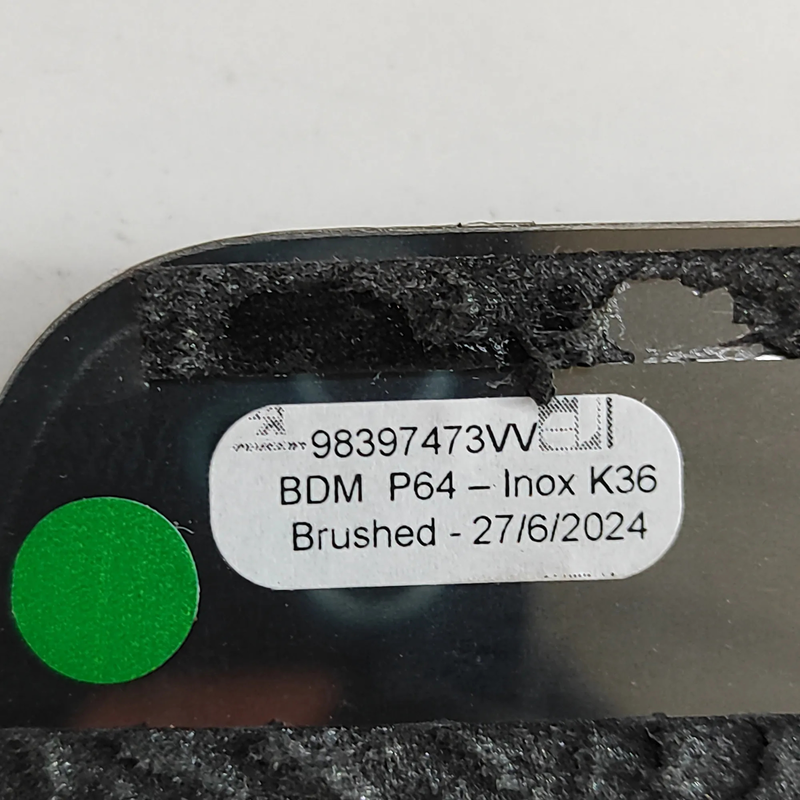 98397473VV
BDM P64 – Inox K36
Brushed - 27/6/2024